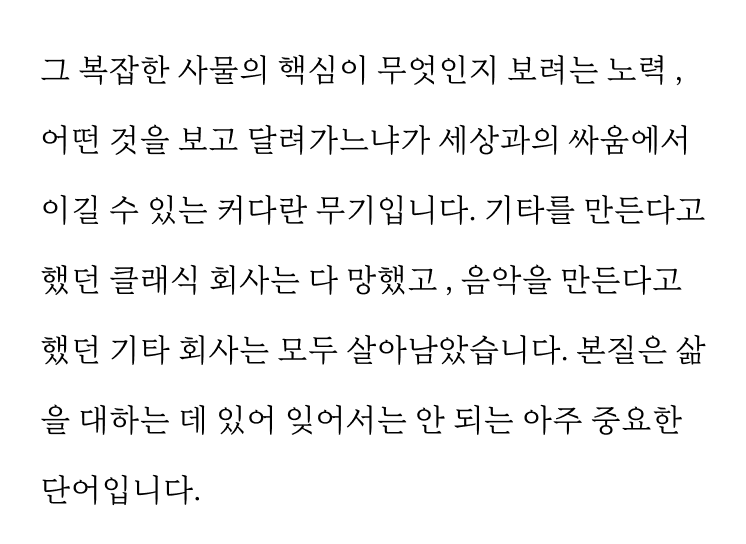 그 복잡한 사물의 핵심이 무엇인지 보려는 노력 ,
어떤 것을 보고 달려가느냐가 세상과의 싸움에서
이길 수 있는 커다란 무기입니다. 기타를 만든다고
했던 클래식 회사는 다 망했고 , 음악을 만든다고
했던 기타 회사는 모두 살아남았습니다. 본질은 삶
을 대하는 데 있어 잊어서는 안 되는 아주 중요한
단어입니다.